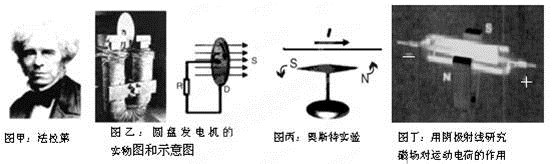 R
D
S
I
S
N
S
N
−
+
图甲：法拉第
图乙：圆盘发电机的
实物图和示意图
图丙：奥斯特实验
图丁：用阴极射线研究
磁场对运动电荷的作用